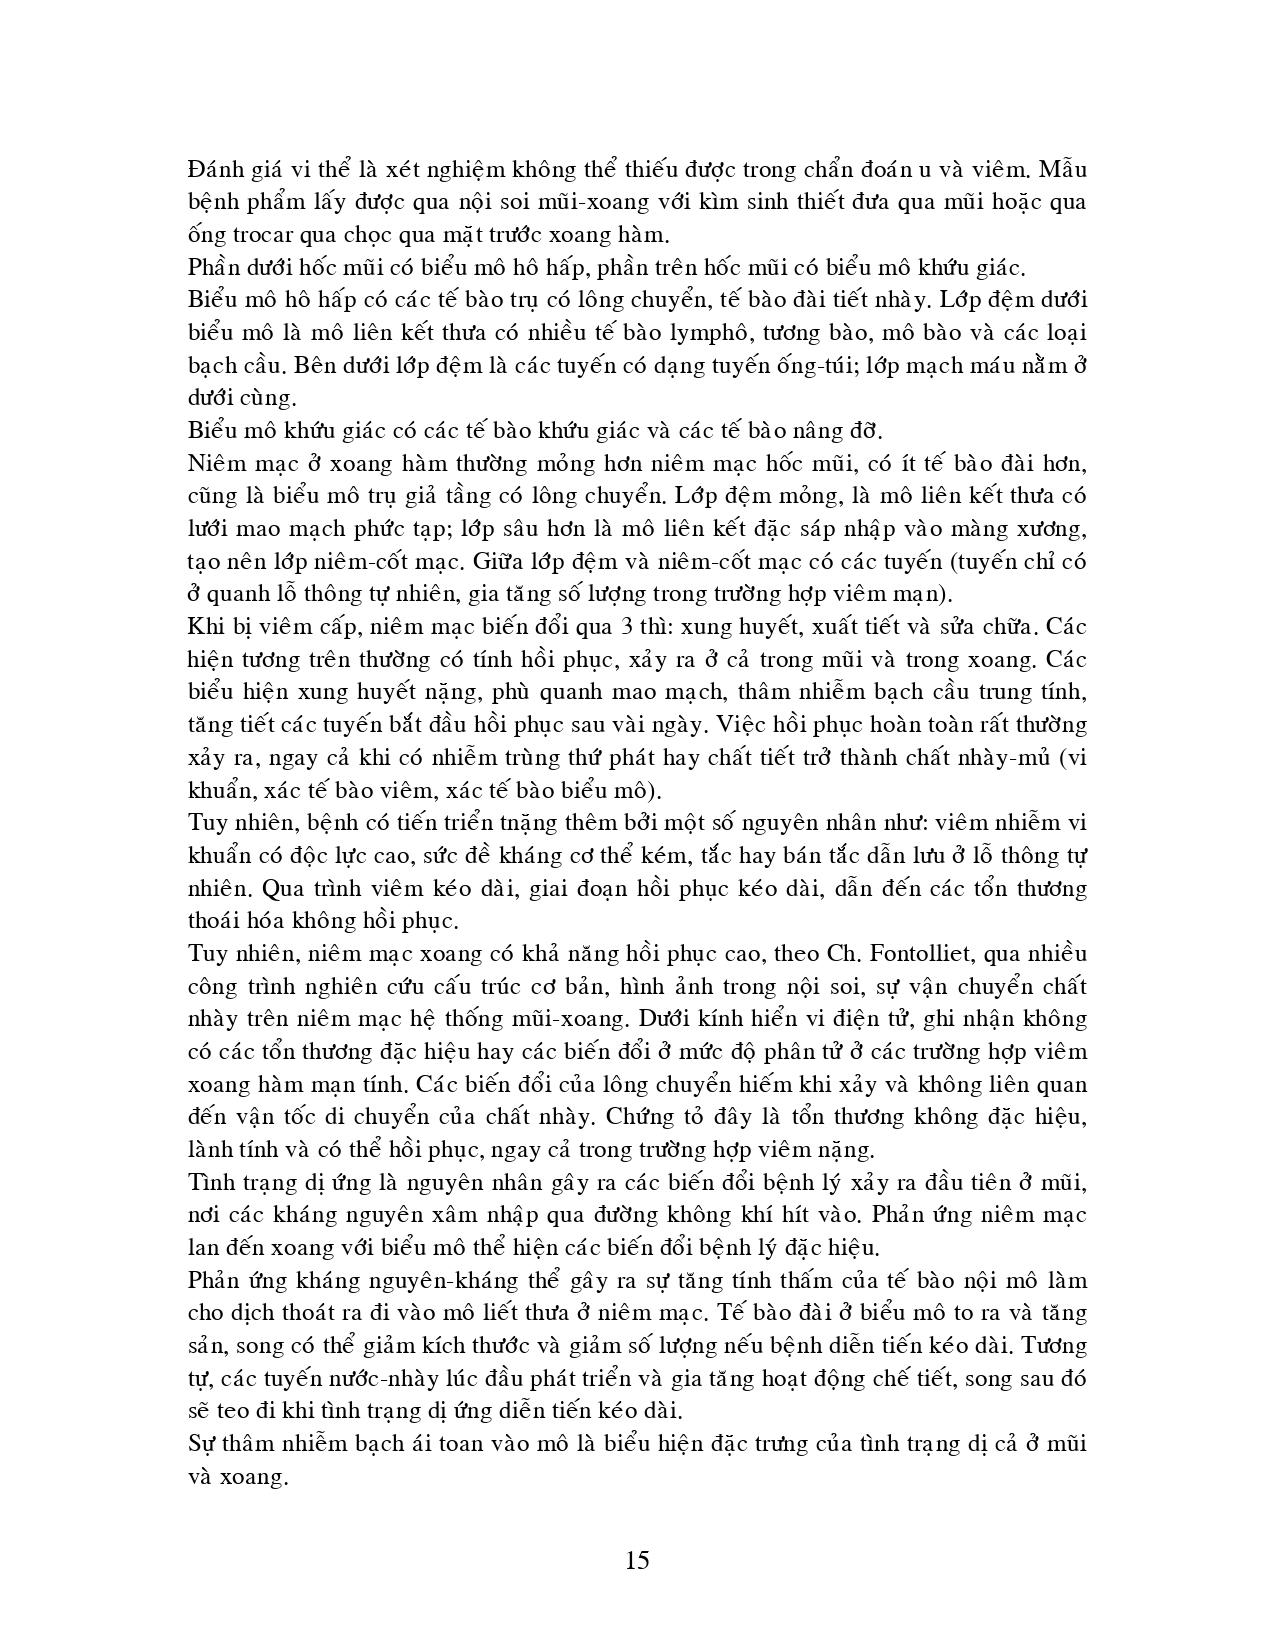 Đánh giá vi thể là xét nghiệm không thể thiếu được trong chẩn đoán u và viêm. Mẫu
bệnh phẩm lấy được qua nội soi mũi-xoang với kìm sinh thiết đưa qua mũi hoặc qua
ống trocar qua chọc qua mặt trước xoang hàm.
Phần dưới hốc mũi có biểu mô hô hấp, phần trên hốc mũi có biểu mô khứu giác.
Biểu mô hô hấp có các tế bào trụ có lông chuyển, tế bào đài tiết nhày. Lớp đệm dưới
biểu mô là mô liên kết thưa có nhiều tế bào lymphô, tương bào, mô bào và các loại
bạch cầu. Bên dưới lớp đệm là các tuyến có dạng tuyến ống-túi; lớp mạch máu nằm ở
dưới cùng.
Biểu mô khứu giác có các tế bào khứu giác và các tế bào nâng đỡ.
Niêm mạc ở xoang hàm thường mỏng hơn niêm mạc hốc mũi, có ít tế bào đài hơn,
cũng là biểu mô trụ giả tầng có lông chuyển. Lớp đệm mỏng, là mô liên kết thưa có
lưới mao mạch phức tạp; lớp sâu hơn là mô liên kết đặc sáp nhập vào màng xương,
tạo nên lớp niêm-cốt mạc. Giữa lớp đệm và niêm-cốt mạc có các tuyến (tuyến chỉ có
ở quanh lỗ thông tự nhiên, gia tăng số lượng trong trường hợp viêm mạn).
Khi bị viêm cấp, niêm mạc biến đổi qua 3 thì: xung huyết, xuất tiết và sửa chữa. Các
hiện tương trên thường có tính hồi phục, xảy ra ở cả trong mũi và trong xoang. Các
biểu hiện xung huyết nặng, phù quanh mao mạch, thâm nhiễm bạch cầu trung tính,
tăng tiết các tuyến bắt đầu hồi phục sau vài ngày. Việc hồi phục hoàn toàn rất thường
xảy ra, ngay cả khi có nhiễm trùng thứ phát hay chất tiết trở thành chất nhày-mủ (vi
khuẩn, xác tế bào viêm, xác tế bào biểu mô).
Tuy nhiên, bệnh có tiến triển tnặng thêm bởi một số nguyên nhân như: viêm nhiễm vi
khuẩn có độc lực cao, sức đề kháng cơ thể kém, tắc hay bán tắc dẫn lưu ở lỗ thông tự
nhiên. Qua trình viêm kéo dài, giai đoạn hồi phục kéo dài, dẫn đến các tổn thương
thoái hóa không hồi phục.
Tuy nhiên, niêm mạc xoang có khả năng hồi phục cao, theo Ch. Fontolliet, qua nhiều
công trình nghiên cứu cấu trúc cơ bản, hình ảnh trong nội soi, sự vận chuyển chất
nhày trên niêm mạc hệ thống mũi-xoang. Dưới kính hiển vi điện tử, ghi nhận không
có các tổn thương đặc hiệu hay các biến đổi ở mức độ phân tử ở các trường hợp viêm
xoang hàm mạn tính. Các biến đổi của lông chuyển hiếm khi xảy và không liên quan
đến vận tốc di chuyển của chất nhày. Chứng tỏ đây là tổn thương không đặc hiệu,
lành tính và có thể hồi phục, ngay cả trong trường hợp viêm nặng.
Tình trạng dị ứng là nguyên nhân gây ra các biến đổi bệnh lý xảy ra đầu tiên ở mũi,
nơi các kháng nguyên xâm nhập qua đường không khí hít vào. Phản ứng niêm mạc
lan đến xoang với biểu mô thể hiện các biến đổi bệnh lý đặc hiệu.
Phản ứng kháng nguyên-kháng thể gây ra sự tăng tính thấm của tế bào nội mô làm
cho dịch thoát ra đi vào mô liết thưa ở niêm mạc. Tế bào đài ở biểu mô to ra và tăng
sản, song có thể giảm kích thước và giảm số lượng nếu bệnh diễn tiến kéo dài. Tương
tự, các tuyến nước-nhày lúc đầu phát triển và gia tăng hoạt động chế tiết, song sau đó
sẽ teo đi khi tình trạng dị ứng diễn tiến kéo dài.
Sự thâm nhiễm bạch ái toan vào mô là biểu hiện đặc trưng của tình trạng dị cả ở mũi
và xoang.
15